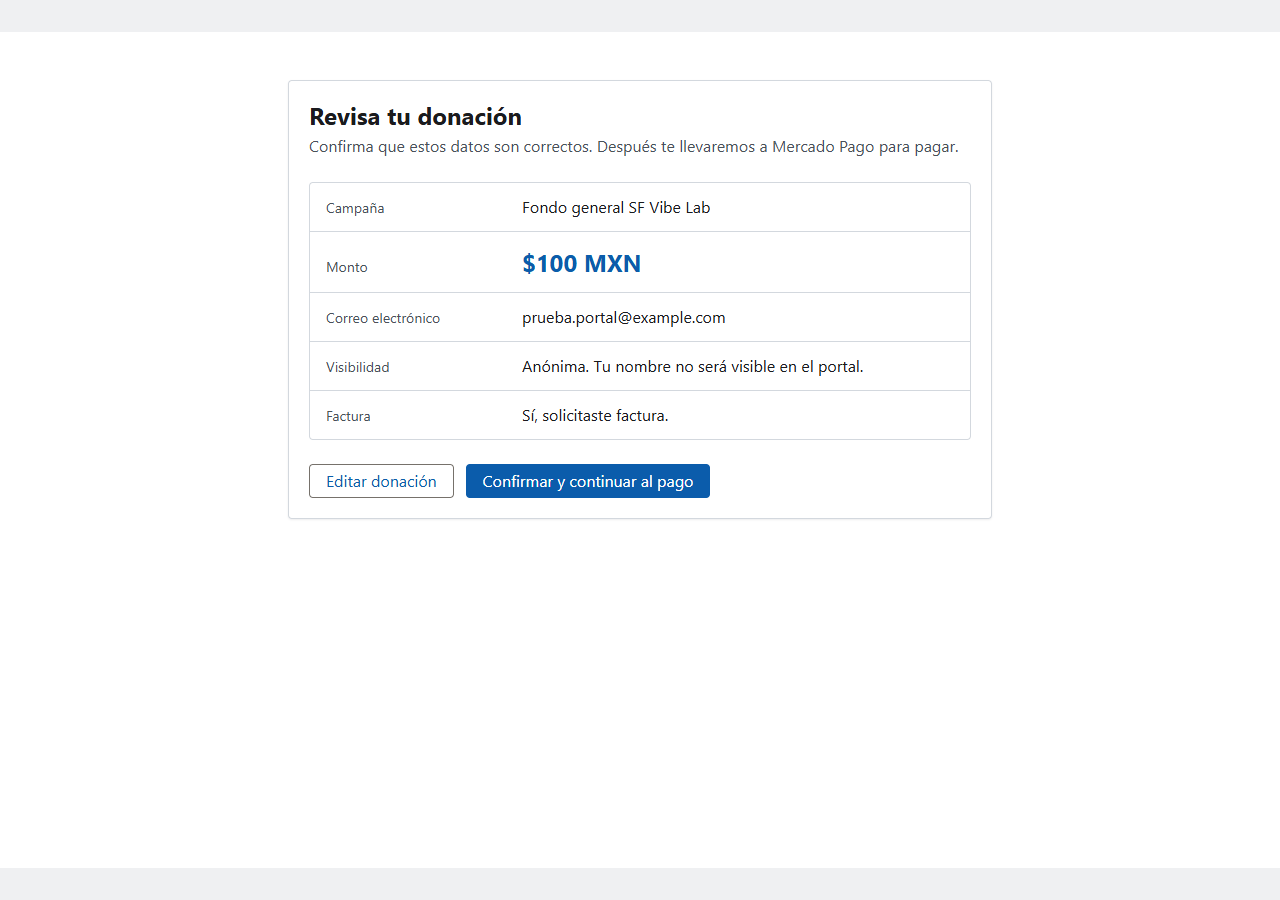 Revisa tu donación
Confirma que estos datos son correctos. Después te llevaremos a Mercado Pago para pagar.
Campaña Fondo general SF Vibe Lab
Monto $100 MXN
Correo electrónico prueba.portal@example.com
Visibilidad Anónima. Tu nombre no será visible en el portal.
Factura Sí, solicitaste factura.
Editar donación Confirmar y continuar al pago